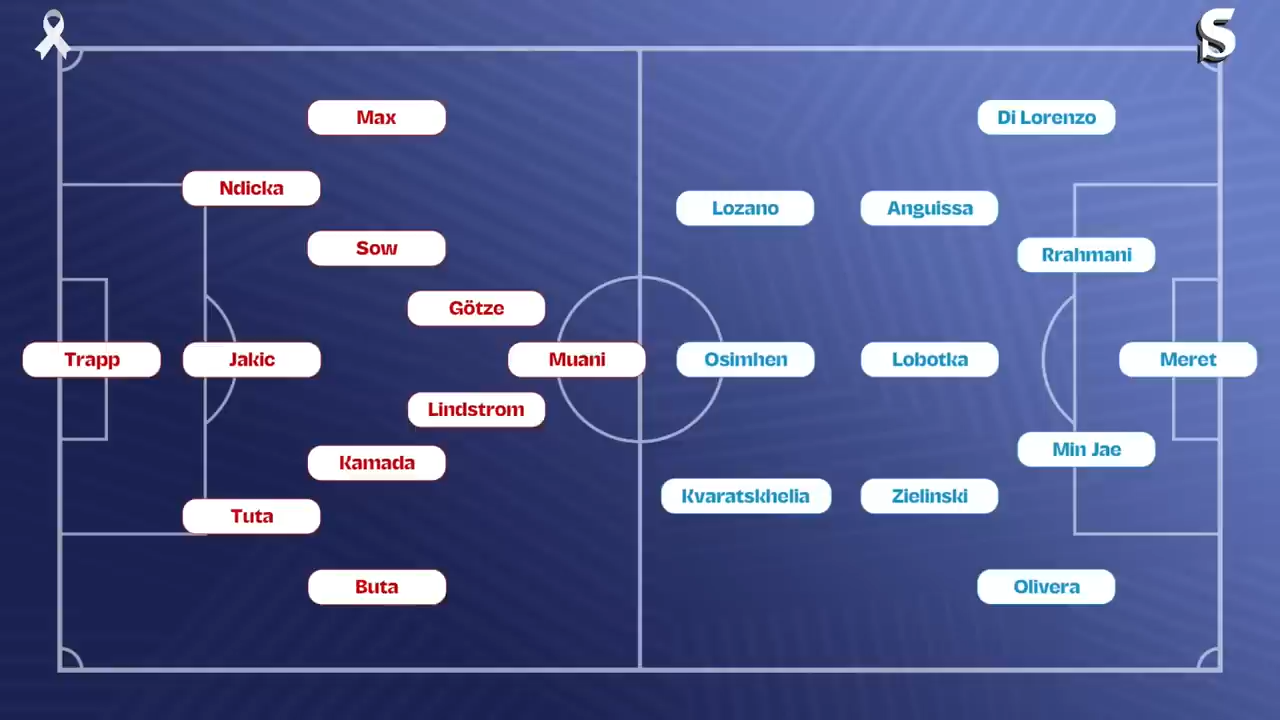 S
Max
Di Lorenzo
Ndicka
Lozano
Anguissa
Sow
Rrahmani
Götze
Trapp
Jakic
Muani
Osimhen
Lobotka
Meret
Lindstrom
Kamada
Min Jae
Kvaratskhelia
Zielinski
Tuta
Buta
Olivera